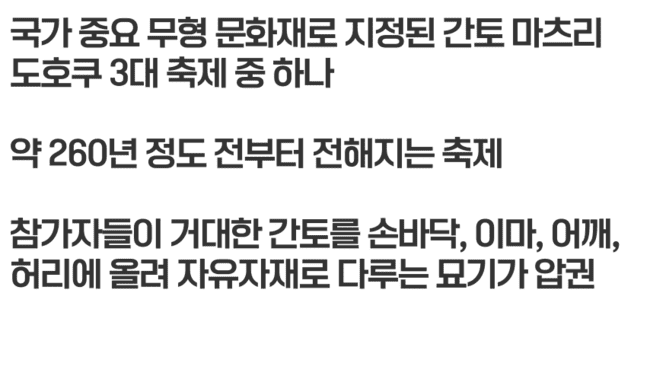 국가 중요 무형 문화재로 지정된 간토 마츠리
도호쿠 3대 축제 중 하나
약 260년 정도 전부터 전해지는 축제
참가자들이 거대한 간토를 손바닥, 이마, 어깨,
허리에 올려 자유자재로 다루는 묘기가 압권